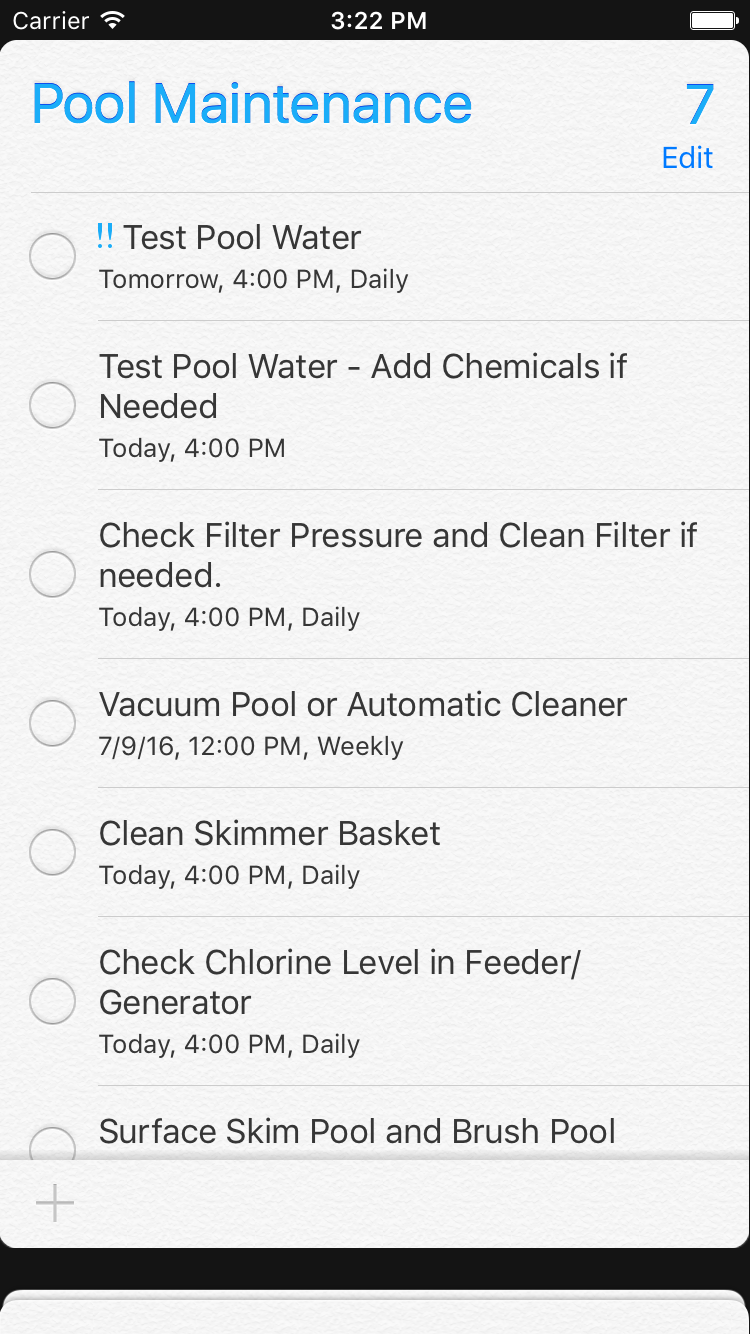 Carrier 3:22 PM
Pool Maintenance 7
Edit
!! Test Pool Water
Tomorrow, 4:00 PM, Daily
Test Pool Water - Add Chemicals if
Needed
Today, 4:00 PM
Check Filter Pressure and Clean Filter if
needed.
Today, 4:00 PM, Daily
Vacuum Pool or Automatic Cleaner
7/9/16, 12:00 PM, Weekly
Clean Skimmer Basket
Today, 4:00 PM, Daily
Check Chlorine Level in Feeder/
Generator
Today, 4:00 PM, Daily
Surface Skim Pool and Brush Pool